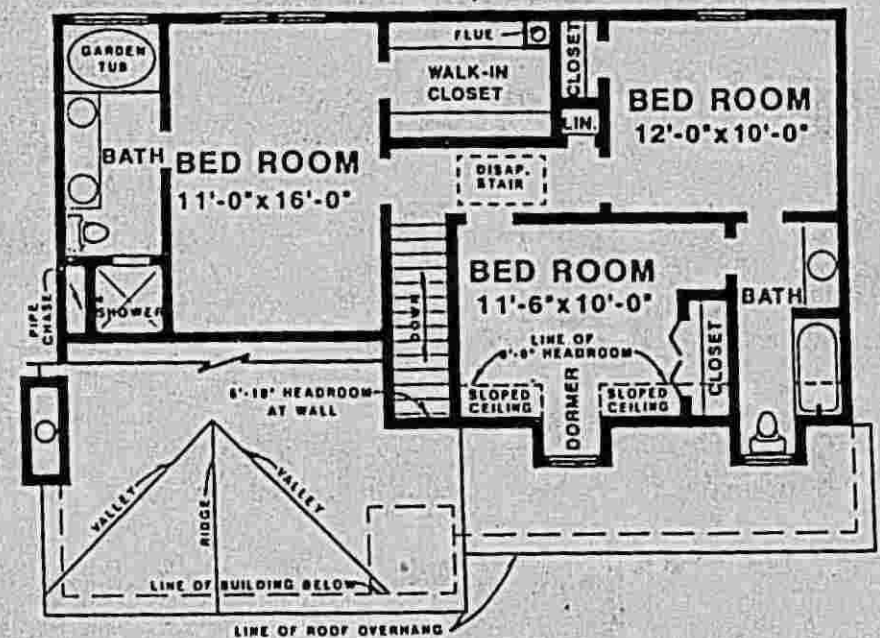 GARDEN
TUB
FLUE
WALK-IN
CLOSET
CLOSET
LIN.
BED ROOM
12'-0"x10'-0"
BATH
BED ROOM
11'-0"x16'-0"
DISAP.
STAIR
BED ROOM
11'-6"x10'-0"
BATH
PIPE
CHASE
SHOWER
DOWN
LINE OF
HEADROOM
CLOSET
HEADROOM
AT WALL
SLOPED
CEILING
DORMER
SLOPED
CEILING
VALLEY
RIDGE
VALLEY
LINE OF BUILDING BELOW
LINE OF ROOF OVERHANG